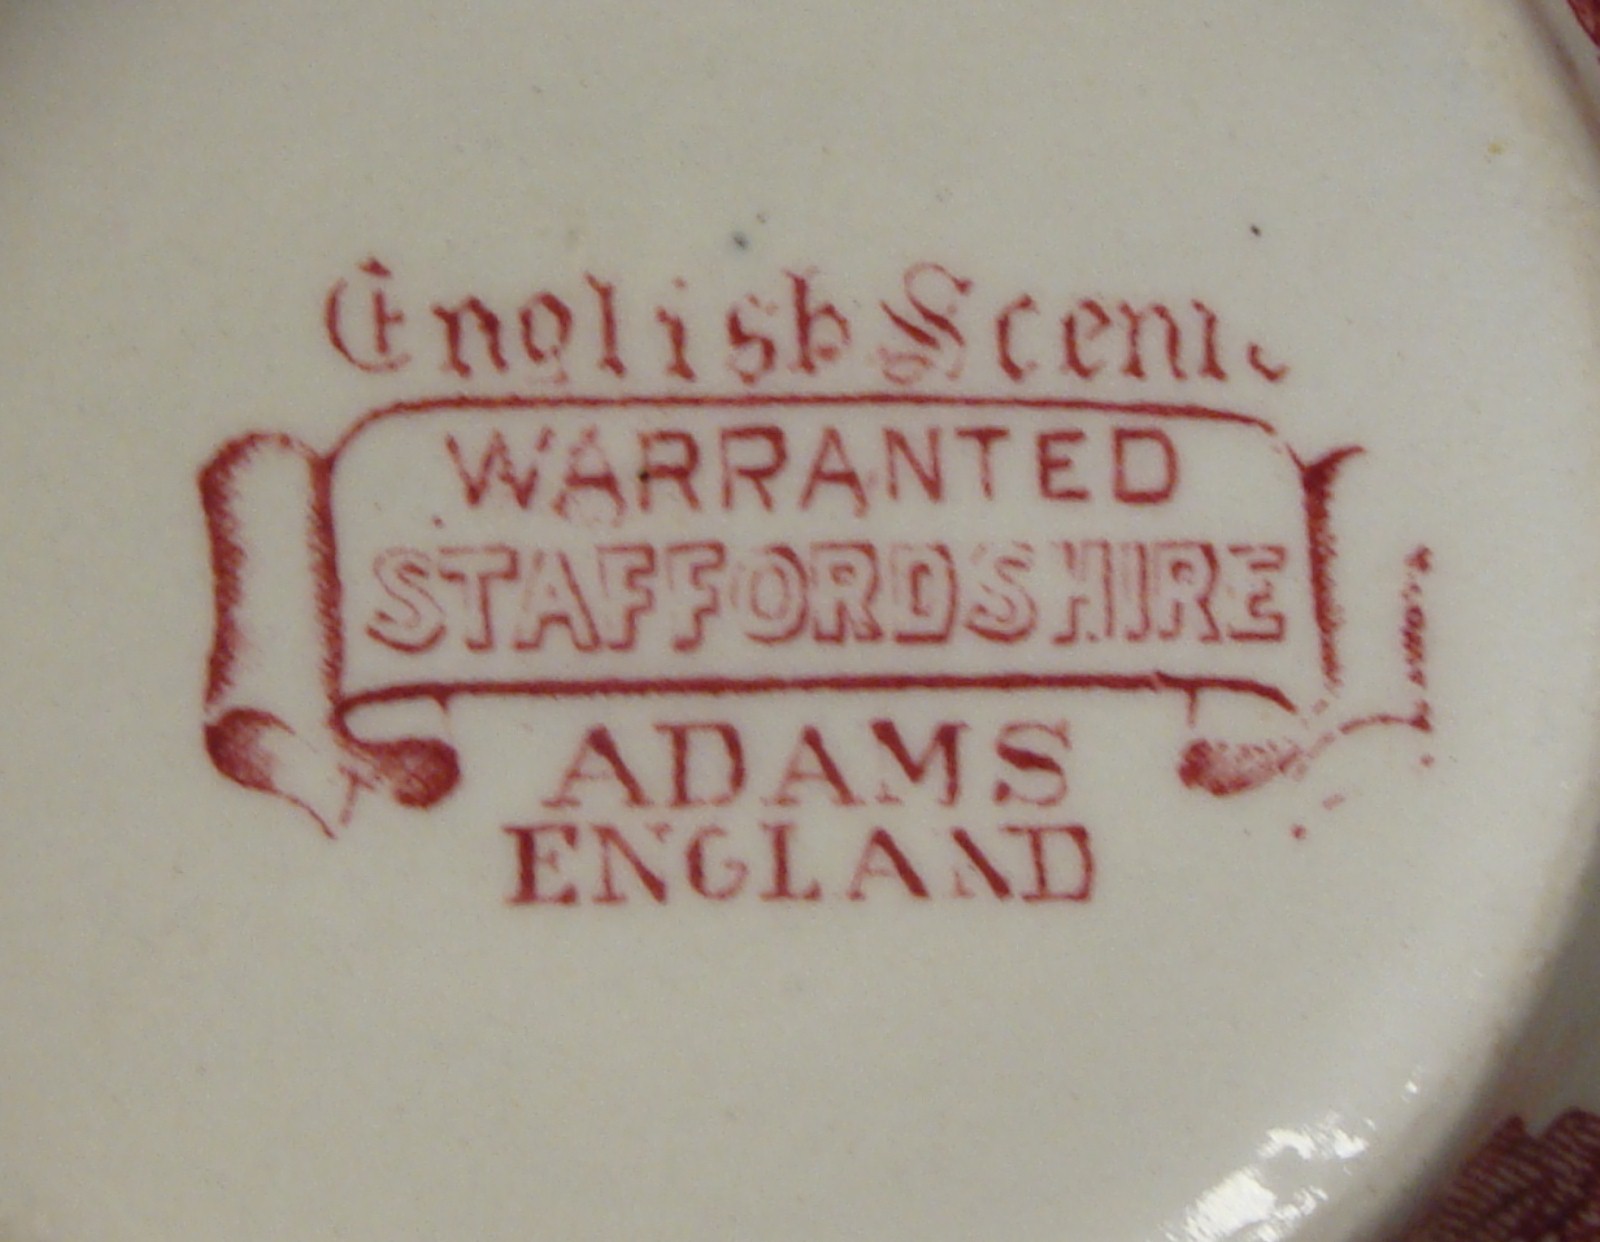 English Scenic
WARRANTED
STAFFORDSHIRE
ADAMS
ENGLAND